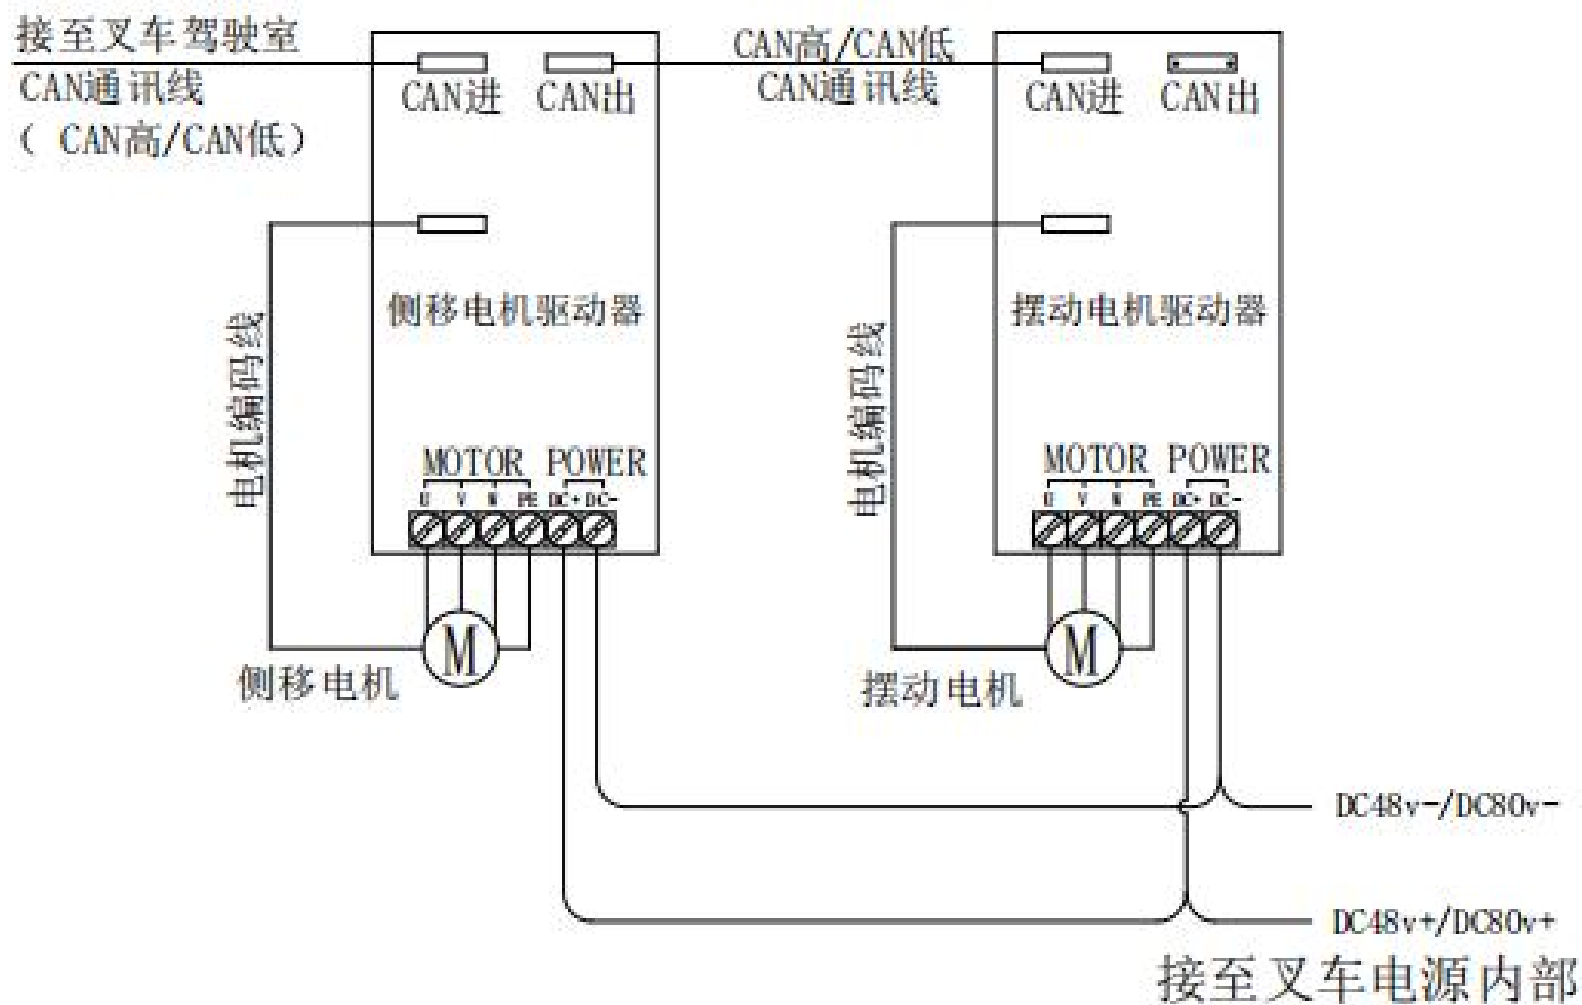 接至叉车驾驶室
CAN通讯线
（ CAN高/CAN低）
CAN进
CAN出
CAN高/CAN低
CAN通讯线
CAN进
CAN出
侧移电机驱动器
摆动电机驱动器
电机编码线
电机编码线
MOTOR POWER
U V W PE DC+ DC-
MOTOR POWER
U V W PE DC+ DC-
M
M
侧移电机
摆动电机
DC48v-/DC80v-
DC48v+/DC80v+
接至叉车电源内部